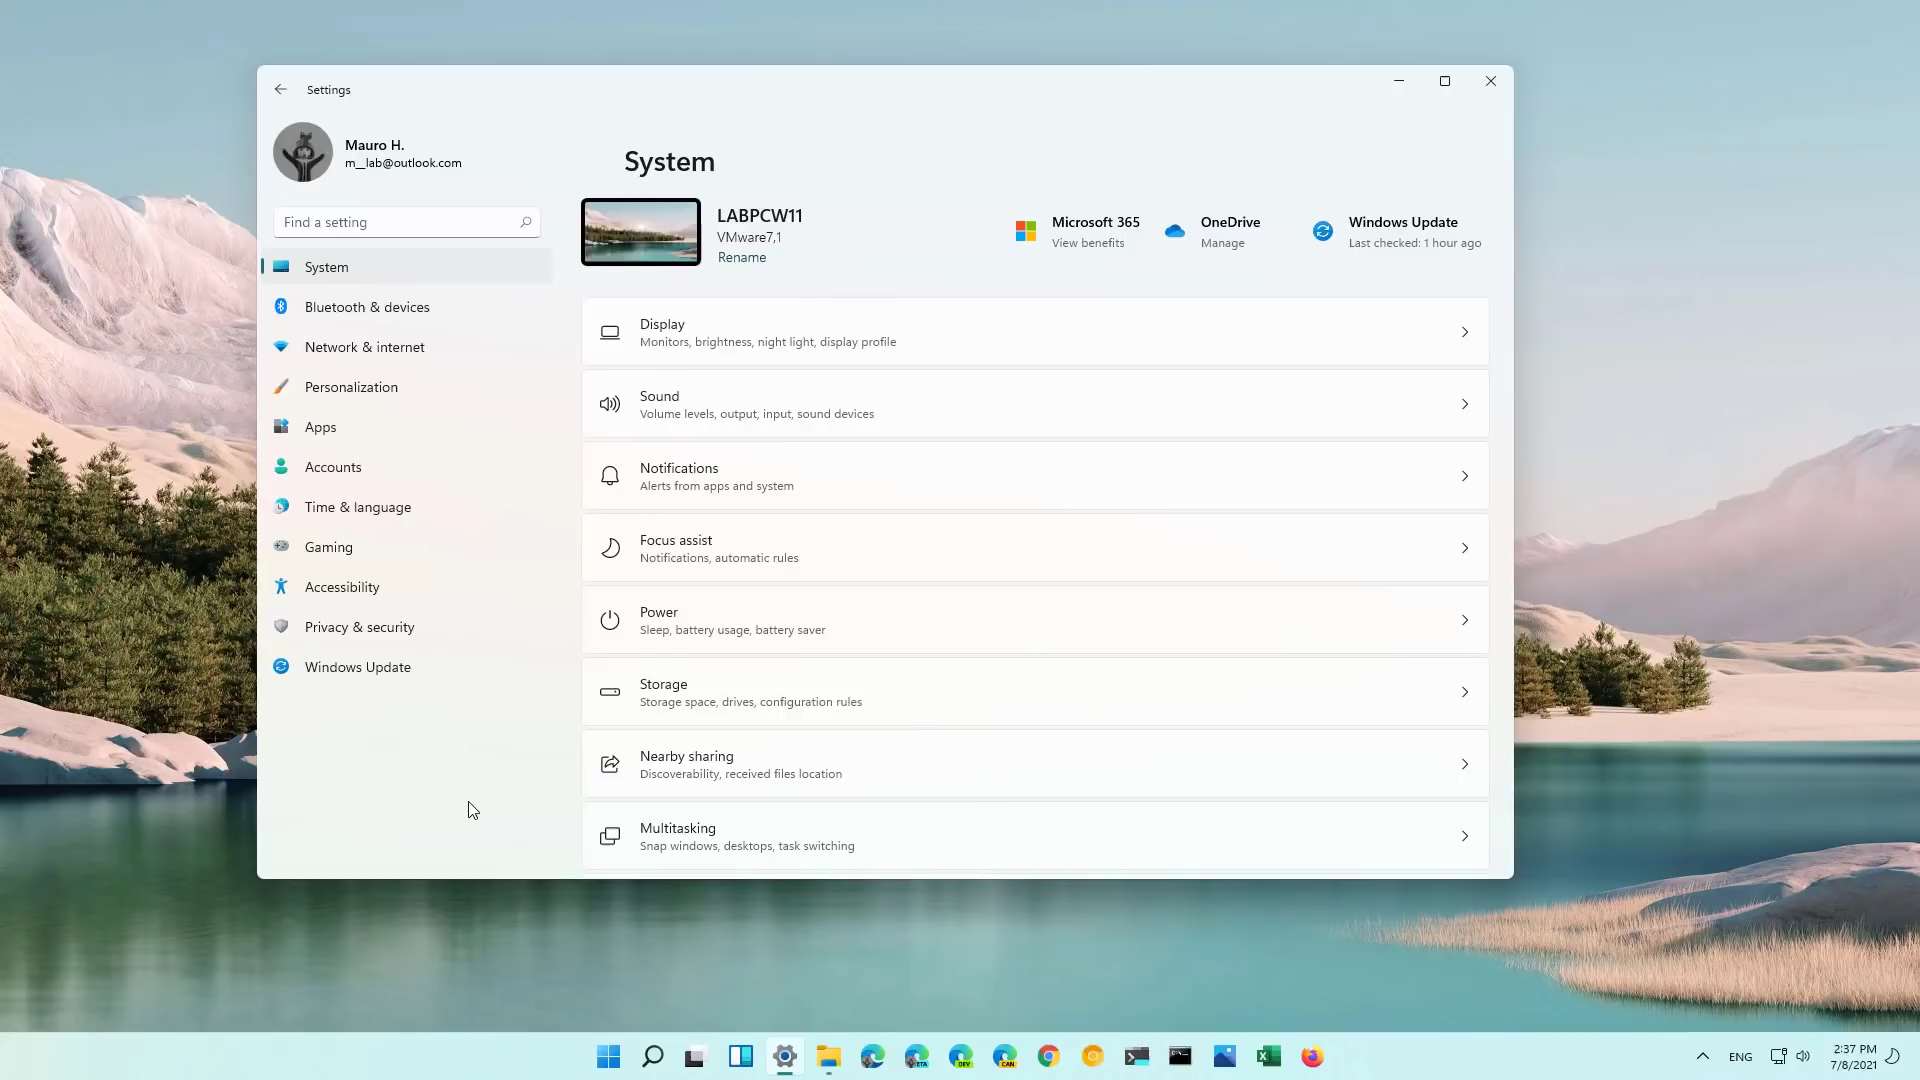 Settings
Mauro H.
m__lab@outlook.com
Find a setting
System
Bluetooth & devices
Network & internet
Personalization
Apps
Accounts
Time & language
Gaming
Accessibility
Privacy & security
Windows Update
System
LABPCW11
VMware7,1
Rename
Microsoft 365
View benefits
OneDrive
Manage
Windows Update
Last checked: 1 hour ago
Display
Monitors, brightness, night light, display profile
Sound
Volume levels, output, input, sound devices
Notifications
Alerts from apps and system
Focus assist
Notifications, automatic rules
Power
Sleep, battery usage, battery saver
Storage
Storage space, drives, configuration rules
Nearby sharing
Discoverability, received files location
Multitasking
Snap windows, desktops, task switching
DEV
CAN
ENG
2:37 PM
7/8/2021